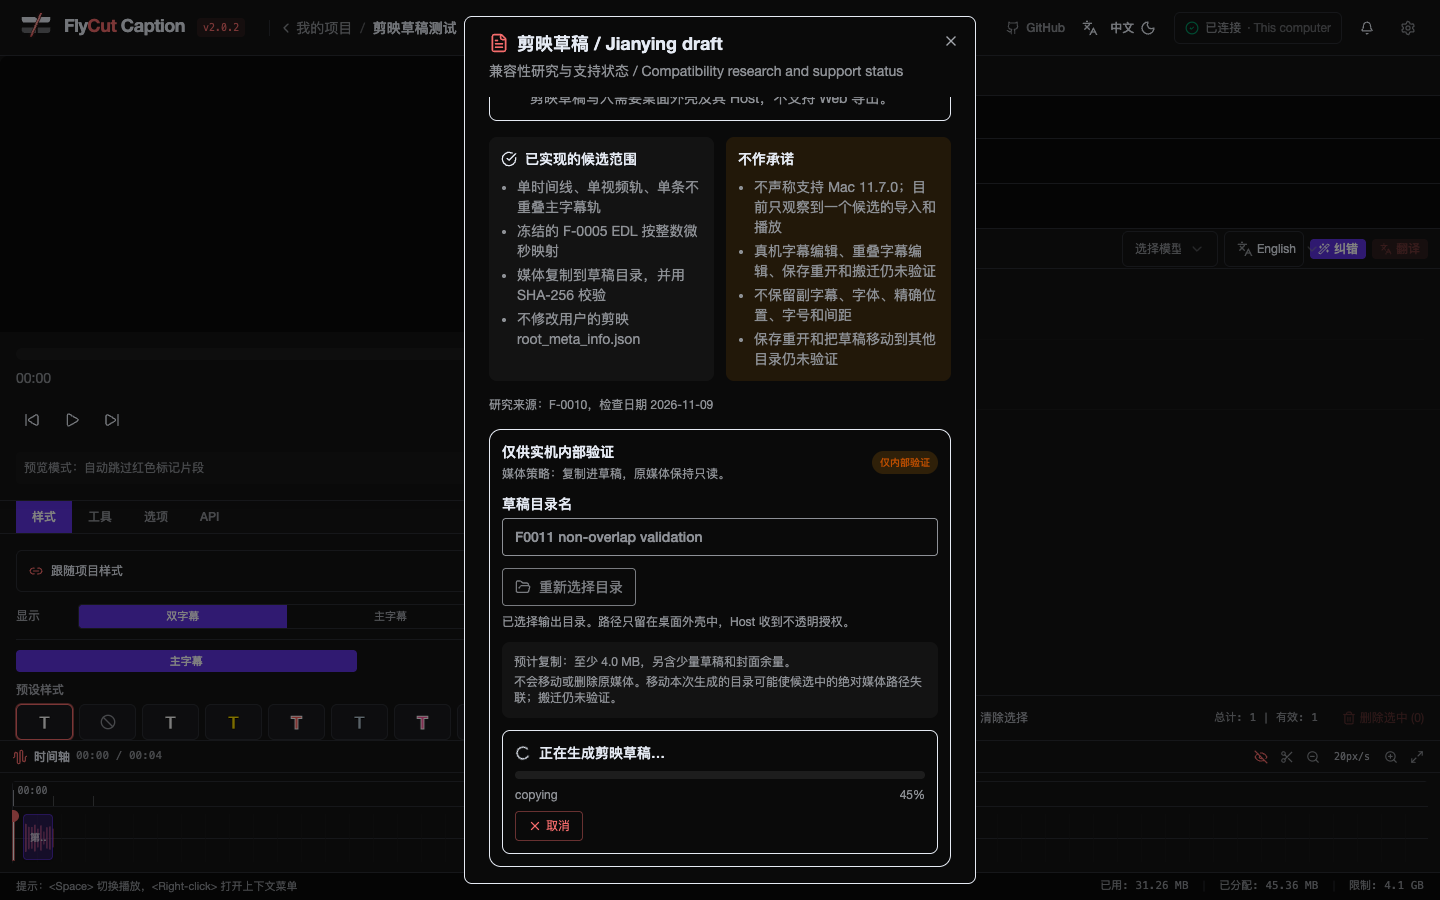 FlyCut Caption v2.0.2
我的项目 / 剪映草稿测试
GitHub
中文
已连接 · This computer
剪映草稿 / Jianying draft
兼容性研究与支持状态 / Compatibility research and support status
剪映草稿写入需要桌面外壳及其 Host，不支持 Web 导出。
已实现的候选范围
单时间线、单视频轨、单条不
重叠主字幕轨
冻结的 F-0005 EDL 按整数微
秒映射
媒体复制到草稿目录，并用
SHA-256 校验
不修改用户的剪映
root_meta_info.json
不作承诺
不声称支持 Mac 11.7.0；目
前只观察到一个候选的导入和
播放
真机字幕编辑、重叠字幕编
辑、保存重开和搬迁仍未验证
不保留副字幕、字体、精确位
置、字号和间距
保存重开和把草稿移动到其他
目录仍未验证
研究来源：F-0010，检查日期 2026-11-09
仅供实机内部验证
媒体策略：复制进草稿，原媒体保持只读。
仅内部验证
草稿目录名
F0011 non-overlap validation
重新选择目录
已选择输出目录。路径只留在桌面外壳中，Host 收到不透明授权。
预计复制：至少 4.0 MB，另含少量草稿和封面余量。
不会移动或删除原媒体。移动本次生成的目录可能使候选中的绝对媒体路径失
联；搬迁仍未验证。
正在生成剪映草稿...
copying
45%
取消
选择模型
English
纠错
翻译
00:00
预览模式：自动跳过红色标记片段
样式
工具
选项
API
跟随项目样式
显示
双字幕
主字幕
主字幕
预设样式
T
T
T
T
T
T
清除选择
总计: 1 | 有效: 1
删除选中 (0)
时间轴 00:00 / 00:04
20px/s
00:00
提示：<Space> 切换播放，<Right-click> 打开上下文菜单
已用: 31.26 MB
已分配: 45.36 MB
限制: 4.1 GB